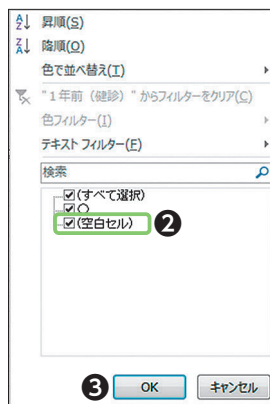 昇順(S)
降順(O)
色で並べ替え(T)
"1年前（健診）"からフィルターをクリア(C)
色フィルター(I)
テキスト フィルター(F)
検索
(すべて選択)
○
(空白セル)
❷
❸
OK
キャンセル